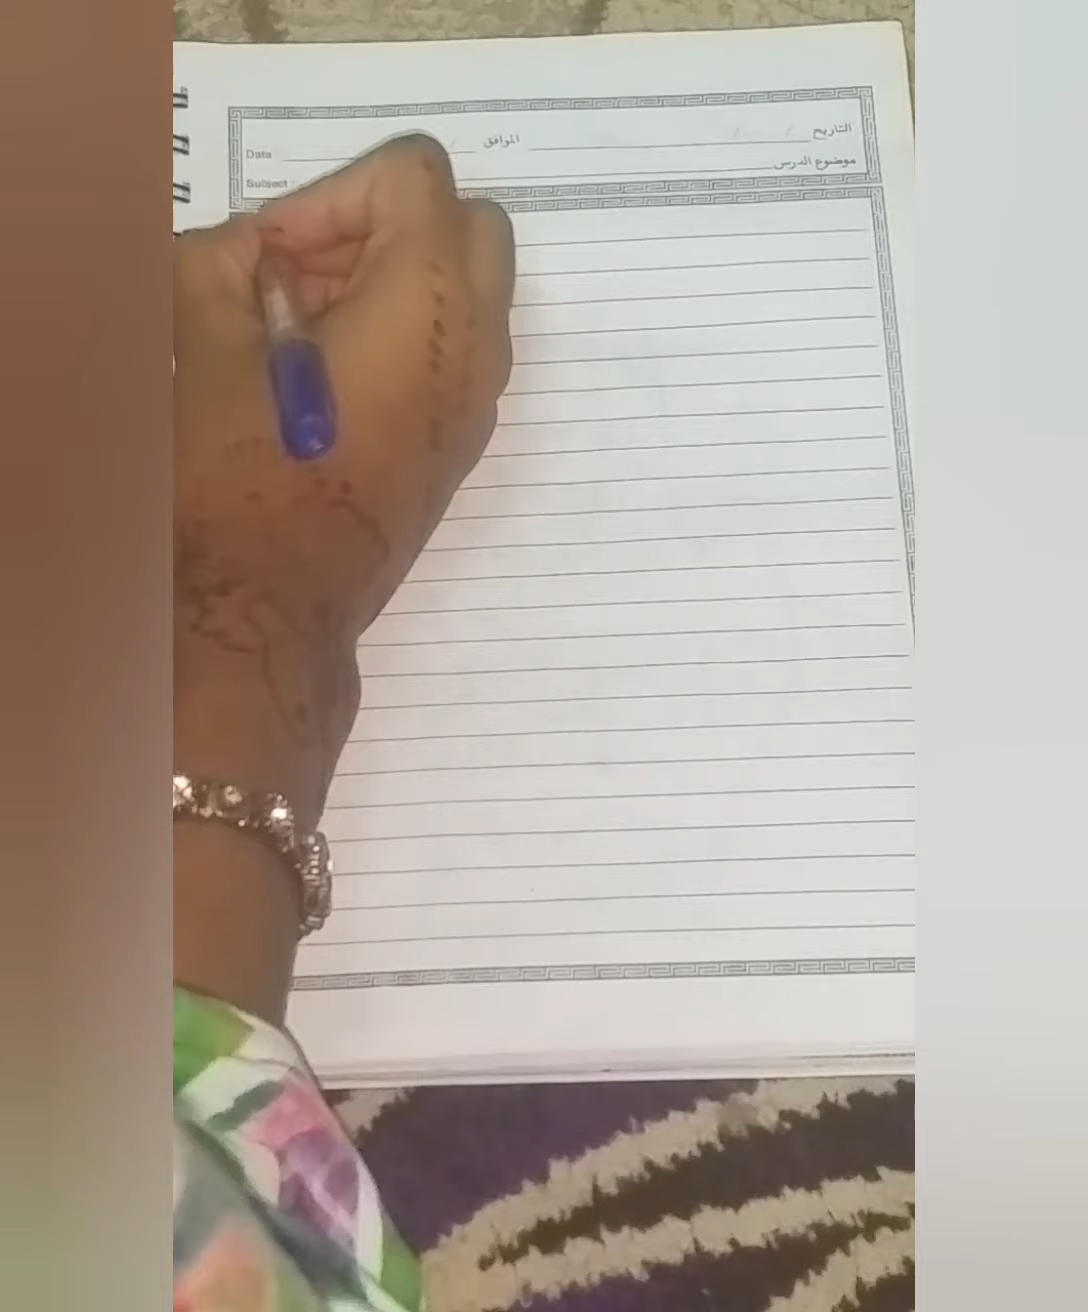 التاريخ / / الموافق / Data
موضوع الدرس Subject :